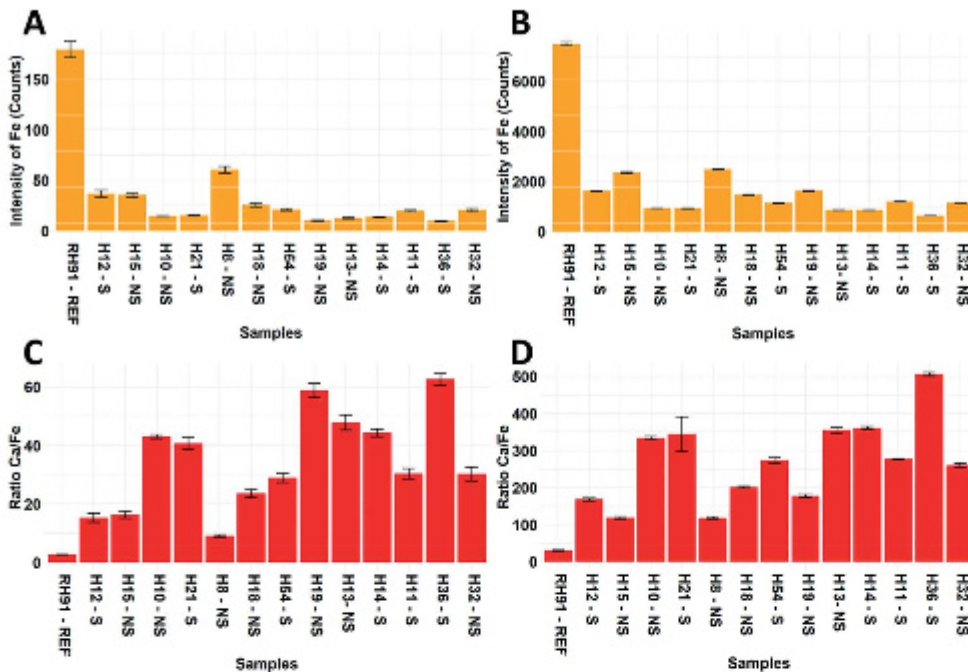 A
Intensity of Fe (Counts)
150
100
50
0
RH91 - REF
H12 - S
H15 - NS
H10 - NS
H21 - S
H8 - NS
H18 - NS
H54 - S
H19 - NS
H13- NS
H14 - S
H11 - S
H36 - S
H32 - NS
Samples
B
Intensity of Fe (Counts)
6000
4000
2000
0
RH91 - REF
H12 - S
H15 - NS
H10 - NS
H21 - S
H8 - NS
H18 - NS
H54 - S
H19 - NS
H13- NS
H14 - S
H11 - S
H36 - S
H32 - NS
Samples
C
Ratio Ca/Fe
60
40
20
0
RH91 - REF
H12 - S
H15 - NS
H10 - NS
H21 - S
H8 - NS
H18 - NS
H54 - S
H19 - NS
H13- NS
H14 - S
H11 - S
H36 - S
H32 - NS
Samples
D
Ratio Ca/Fe
500
400
300
200
100
0
RH91 - REF
H12 - S
H15 - NS
H10 - NS
H21 - S
H8 - NS
H18 - NS
H54 - S
H19 - NS
H13- NS
H14 - S
H11 - S
H36 - S
H32 - NS
Samples